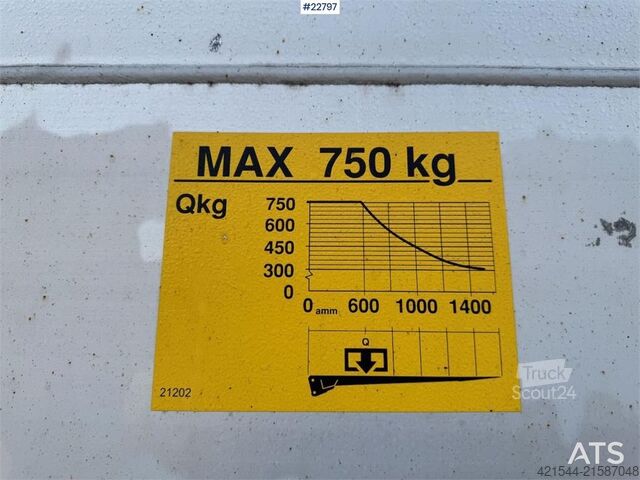 #22797
MAX 750 kg
Qkg
750
600
450
300
0
0 amm 600 1000 1400
Q
21202
Truck
Scout24
ATS
421544-21587048